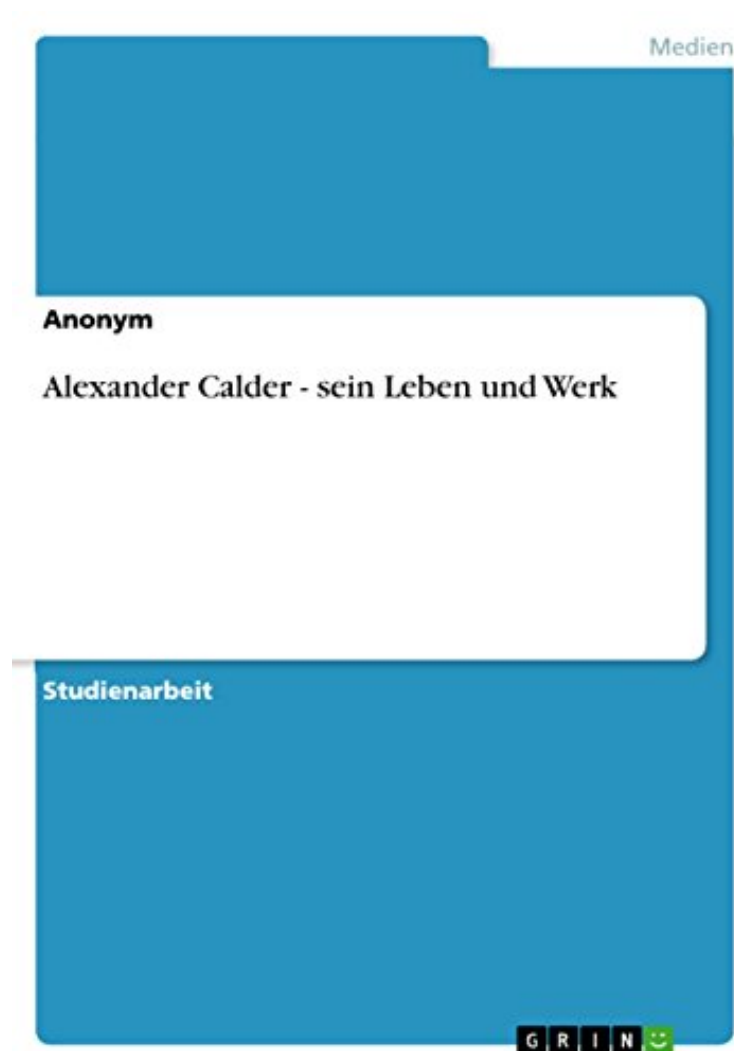 Medien
Anonym
Alexander Calder - sein Leben und Werk
Studienarbeit
GRIN